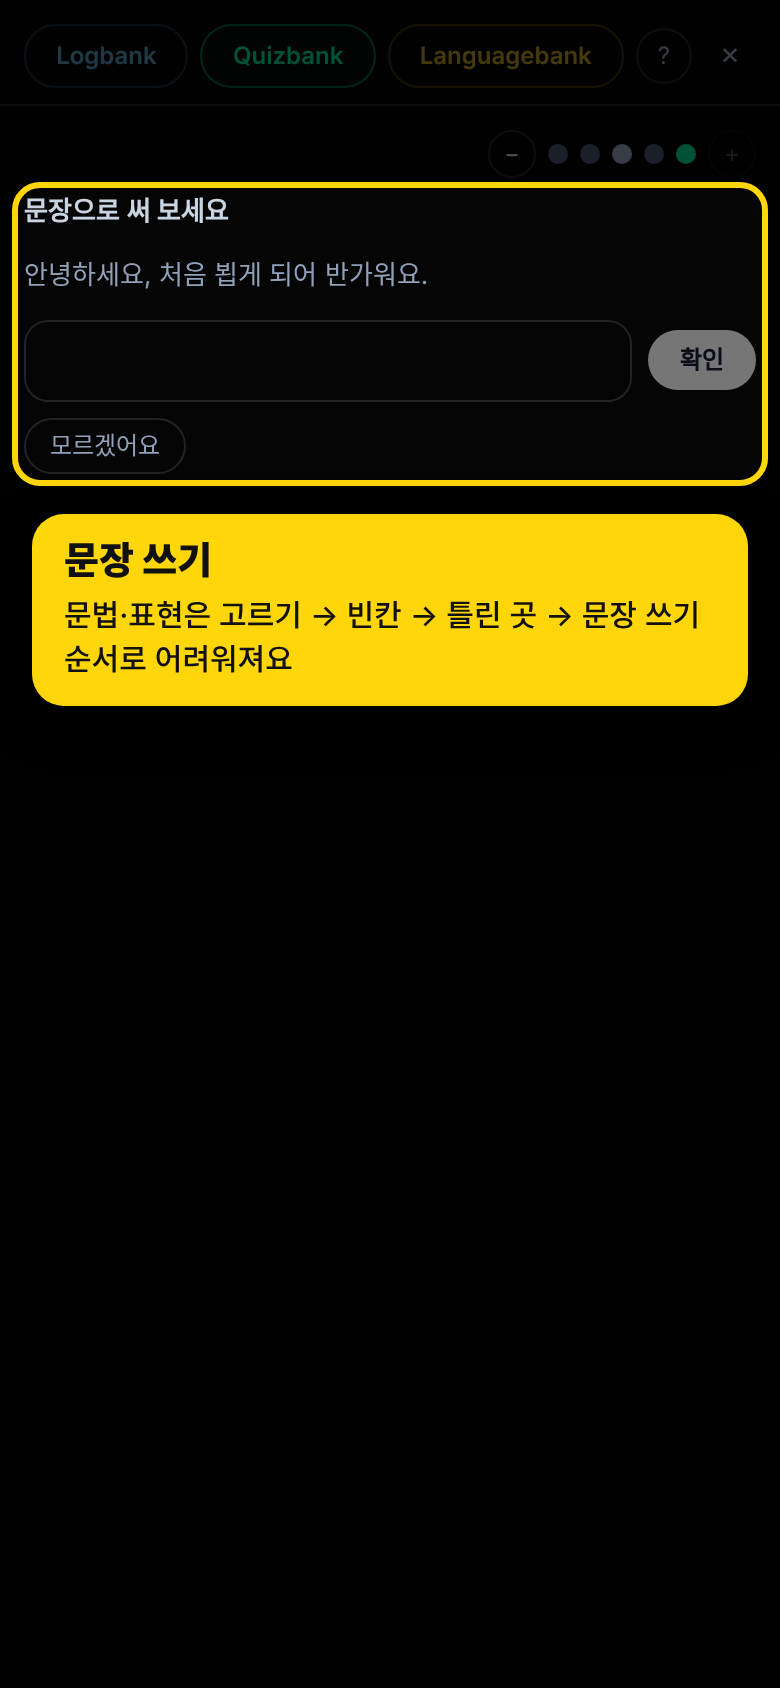 Logbank Quizbank Languagebank ? ×
− +
문장으로 써 보세요
안녕하세요, 처음 뵙게 되어 반가워요.
확인
모르겠어요
문장 쓰기
문법·표현은 고르기 → 빈칸 → 틀린 곳 → 문장 쓰기
순서로 어려워져요